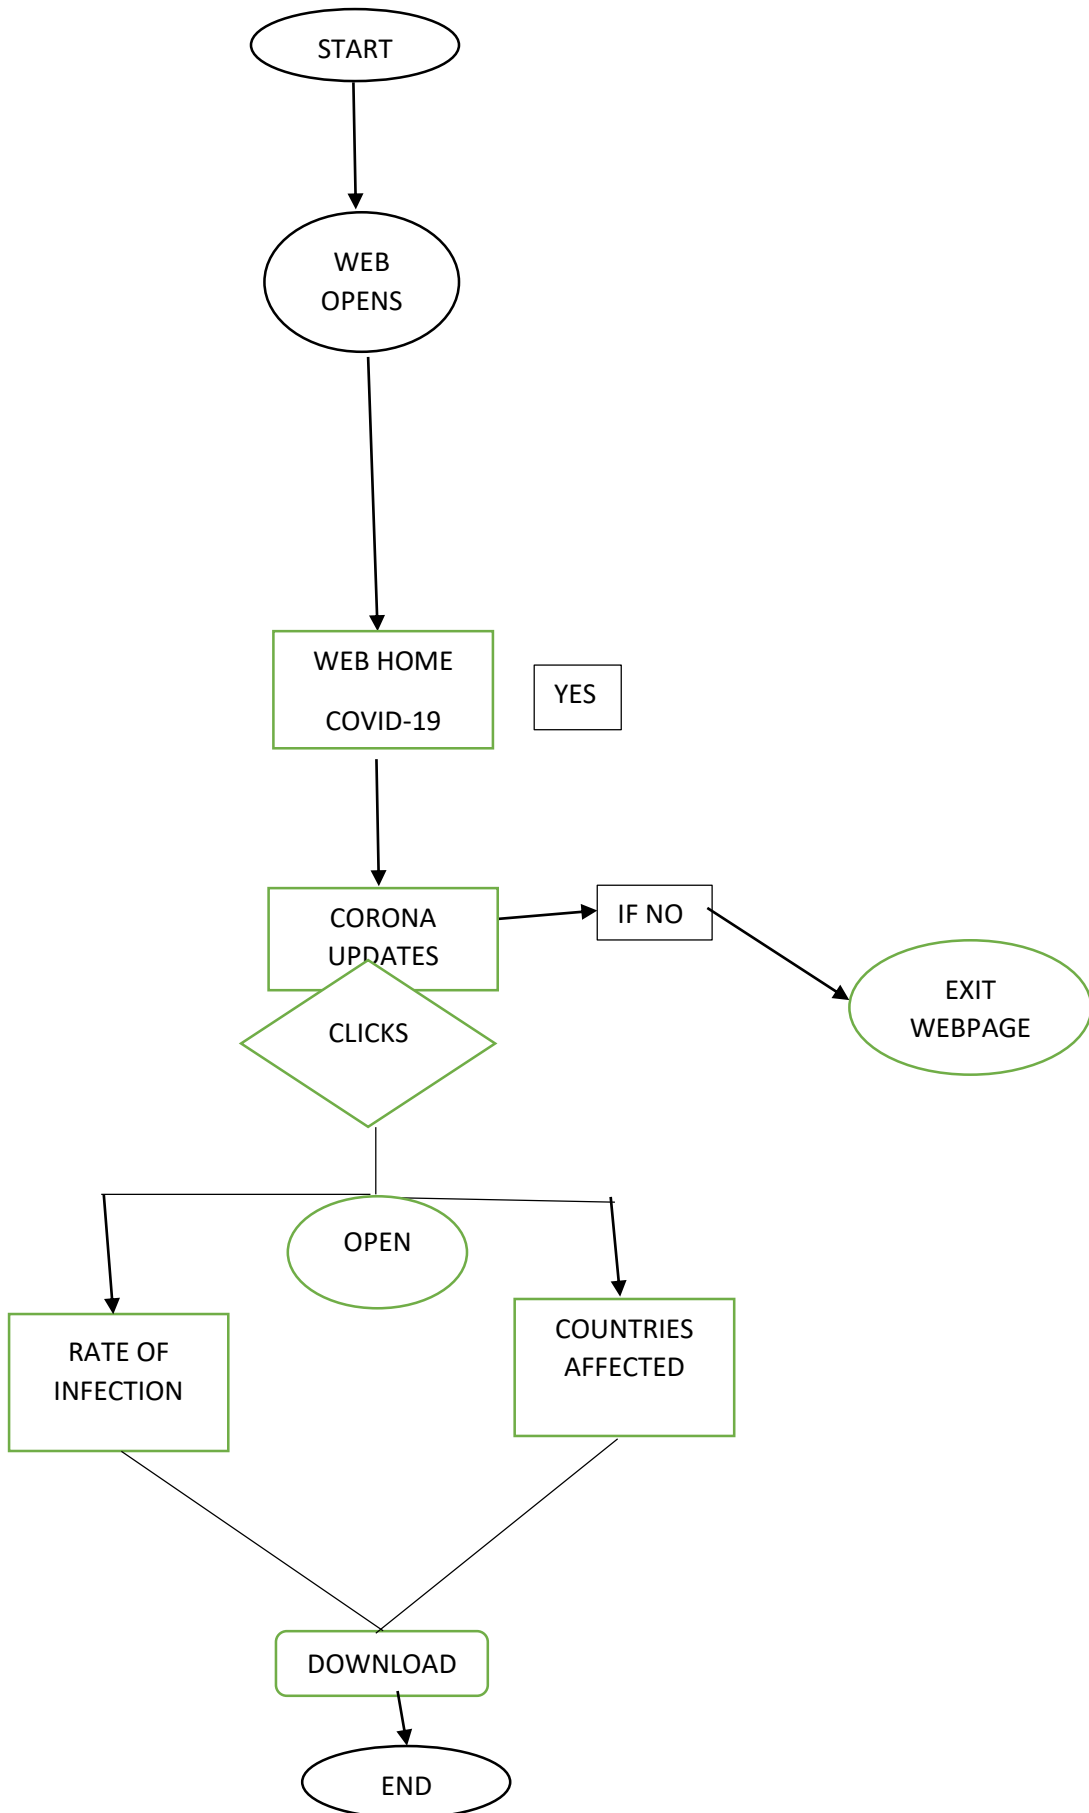 START
WEB
OPENS
WEB HOME
COVID-19
YES
CORONA
UPDATES
IF NO
EXIT
WEBPAGE
CLICKS
OPEN
RATE OF
INFECTION
COUNTRIES
AFFECTED
DOWNLOAD
END